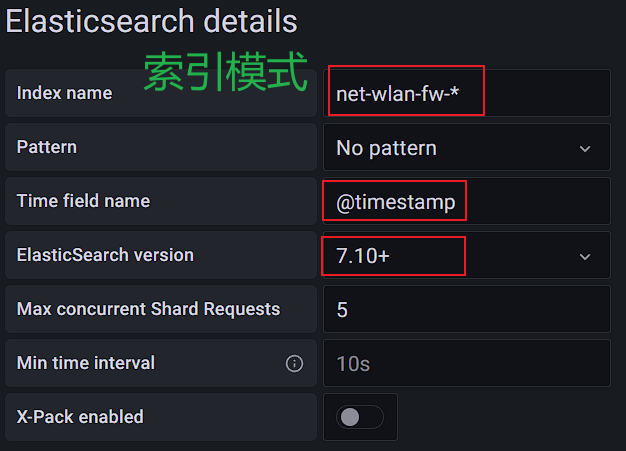 Elasticsearch details
索引模式
Index name net-wlan-fw-*
Pattern No pattern
Time field name @timestamp
ElasticSearch version 7.10+
Max concurrent Shard Requests 5
Min time interval 10s
X-Pack enabled